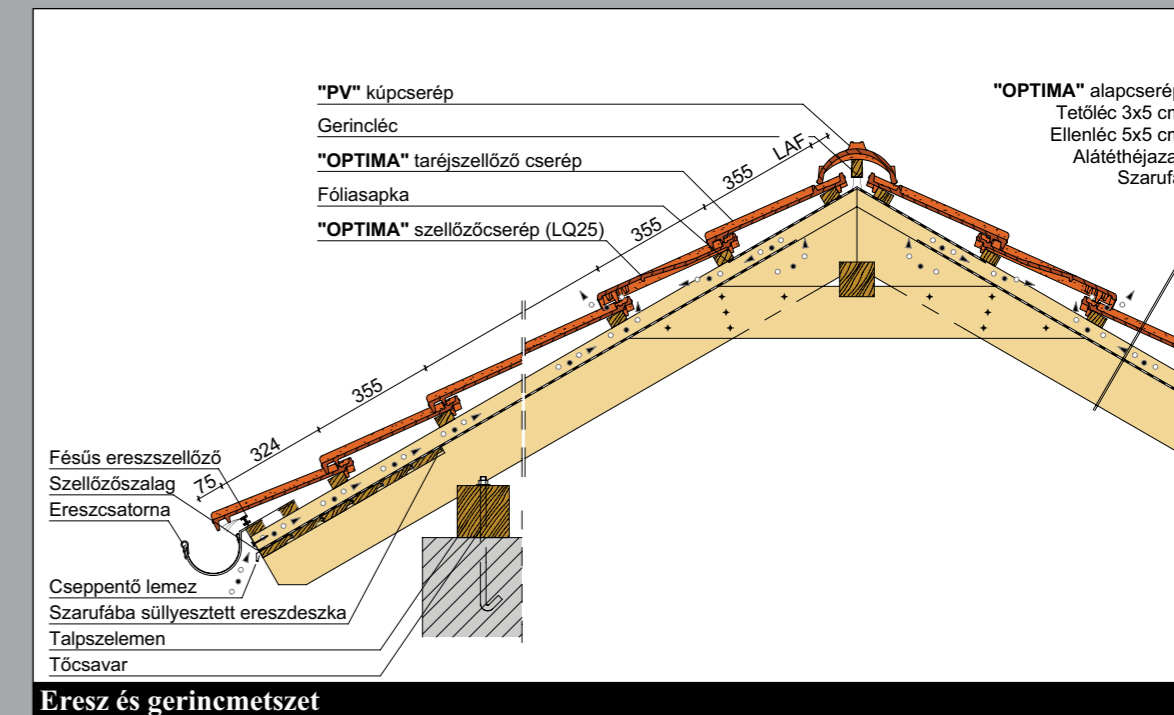 "PV" kúpcserép
Gerincléc
"OPTIMA" taréjszellőző cserép
Fóliasapka
"OPTIMA" szellőzőcserép (LQ25)
"OPTIMA" alapcserép
Tetőléc 3x5 cm
Ellenléc 5x5 cm
Alátéthéjaza
Szarufa
LAF
355
355
355
324
75
Fésűs ereszszellőző
Szellőzőszalag
Ereszcsatorna
Cseppentő lemez
Szarufába süllyesztett ereszdeszka
Talpszelemen
Tőcsavar
Eresz és gerincmetszet